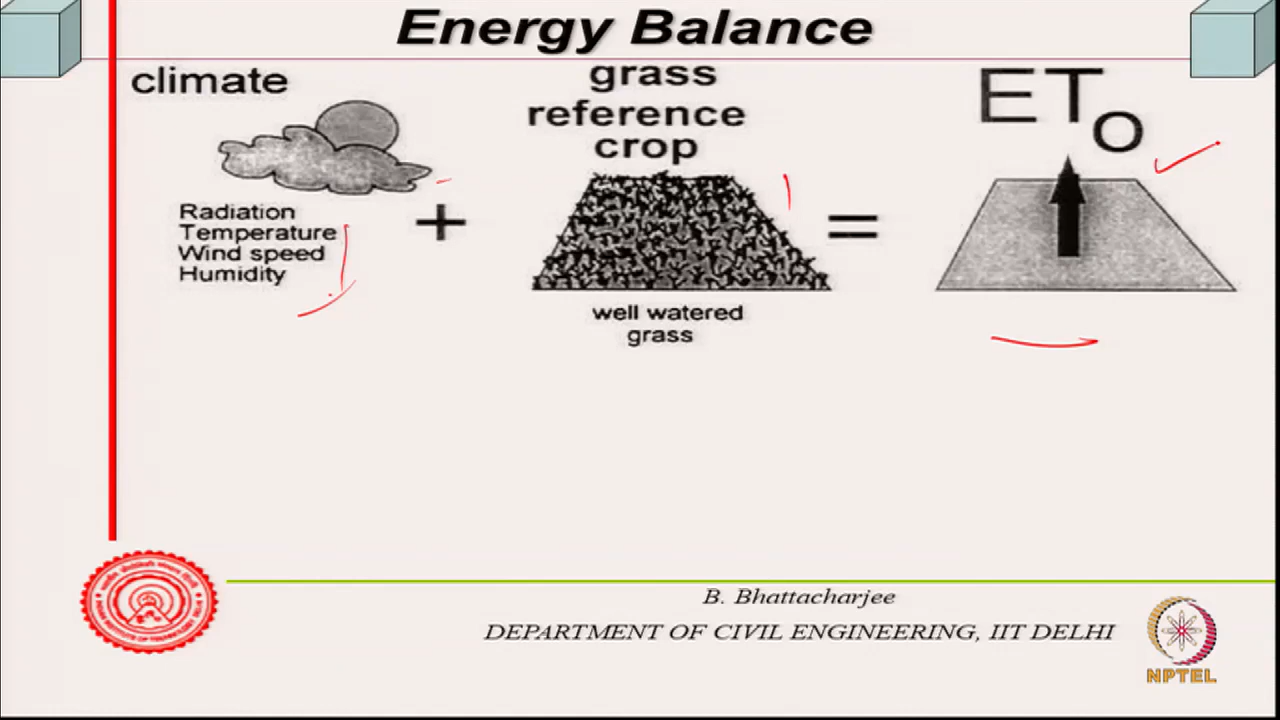 Energy Balance
climate
Radiation
Temperature
Wind speed
Humidity
+
grass
reference
crop
well watered
grass
=
ETo
B. Bhattacharjee
DEPARTMENT OF CIVIL ENGINEERING, IIT DELHI
NPTEL